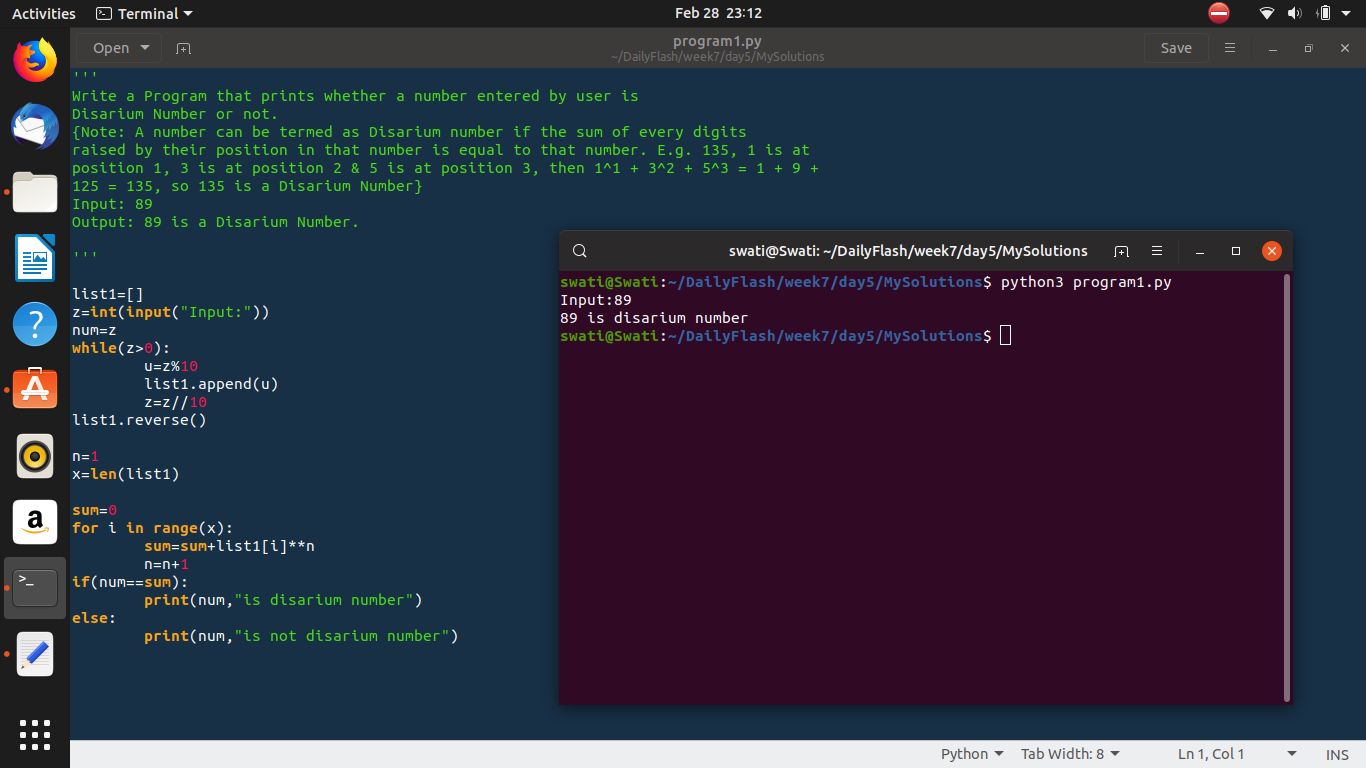 Activities Terminal Feb 28 23:12
Open program1.py Save
~/DailyFlash/week7/day5/MySolutions
'''
Write a Program that prints whether a number entered by user is
Disarium Number or not.
{Note: A number can be termed as Disarium number if the sum of every digits
raised by their position in that number is equal to that number. E.g. 135, 1 is at
position 1, 3 is at position 2 & 5 is at position 3, then 1^1 + 3^2 + 5^3 = 1 + 9 +
125 = 135, so 135 is a Disarium Number}
Input: 89
Output: 89 is a Disarium Number.
'''
list1=[]
z=int(input("Input:"))
num=z
while(z>0):
        u=z%10
        list1.append(u)
        z=z//10
list1.reverse()
n=1
x=len(list1)
sum=0
for i in range(x):
        sum=sum+list1[i]**n
        n=n+1
if(num==sum):
        print(num,"is disarium number")
else:
        print(num,"is not disarium number")
swati@Swati: ~/DailyFlash/week7/day5/MySolutions
swati@Swati:~/DailyFlash/week7/day5/MySolutions$ python3 program1.py
Input:89
89 is disarium number
swati@Swati:~/DailyFlash/week7/day5/MySolutions$
Python Tab Width: 8 Ln 1, Col 1 INS